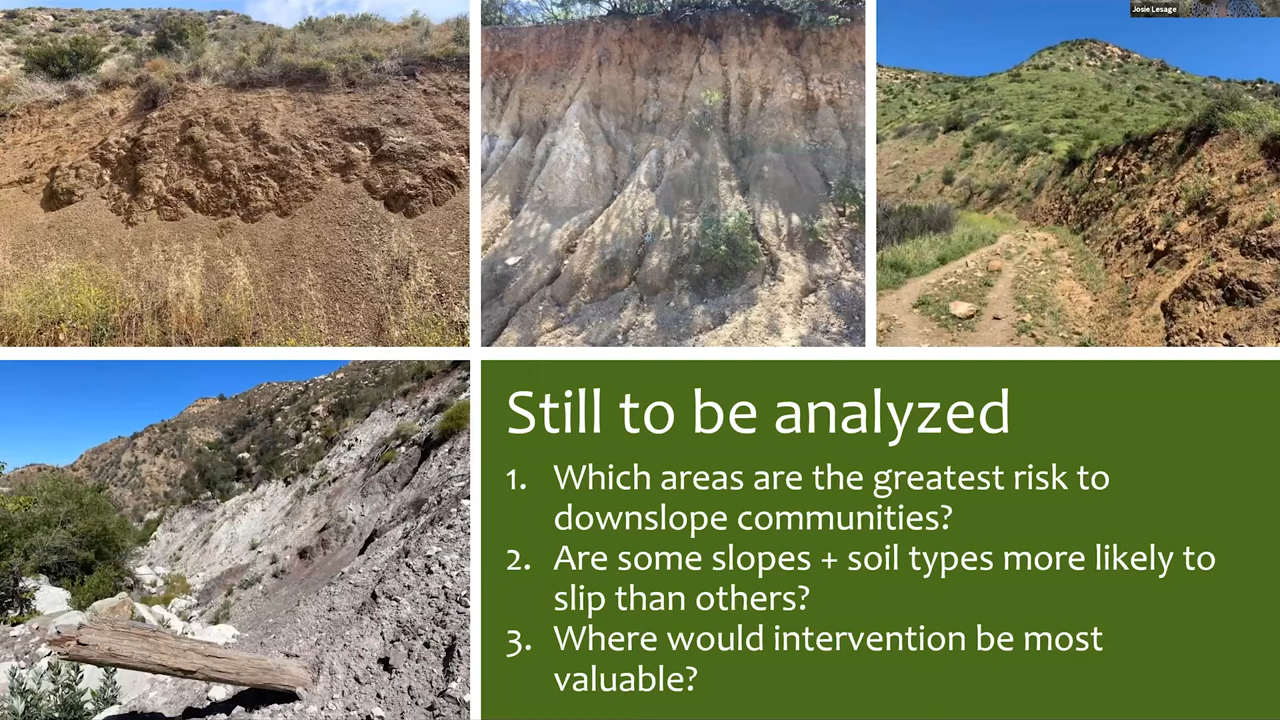 Josie Lesage
Still to be analyzed
1. Which areas are the greatest risk to
downslope communities?
2. Are some slopes + soil types more likely to
slip than others?
3. Where would intervention be most
valuable?